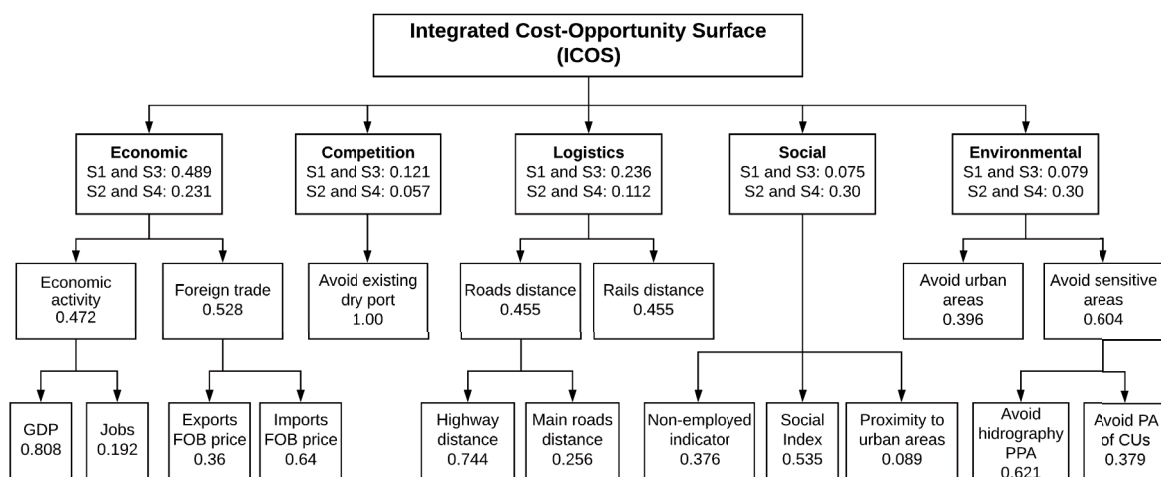 Integrated Cost-Opportunity Surface
(ICOS)
Economic
S1 and S3: 0.489
S2 and S4: 0.231
Competition
S1 and S3: 0.121
S2 and S4: 0.057
Logistics
S1 and S3: 0.236
S2 and S4: 0.112
Social
S1 and S3: 0.075
S2 and S4: 0.30
Environmental
S1 and S3: 0.079
S2 and S4: 0.30
Economic
activity
0.472
Foreign trade
0.528
Avoid existing
dry port
1.00
Roads distance
0.455
Rails distance
0.455
Avoid urban
areas
0.396
Avoid sensitive
areas
0.604
GDP
0.808
Jobs
0.192
Exports
FOB price
0.36
Imports
FOB price
0.64
Highway
distance
0.744
Main roads
distance
0.256
Non-employed
indicator
0.376
Social
Index
0.535
Proximity to
urban areas
0.089
Avoid
hidrography
PPA
0.621
Avoid PA
of CUs
0.379